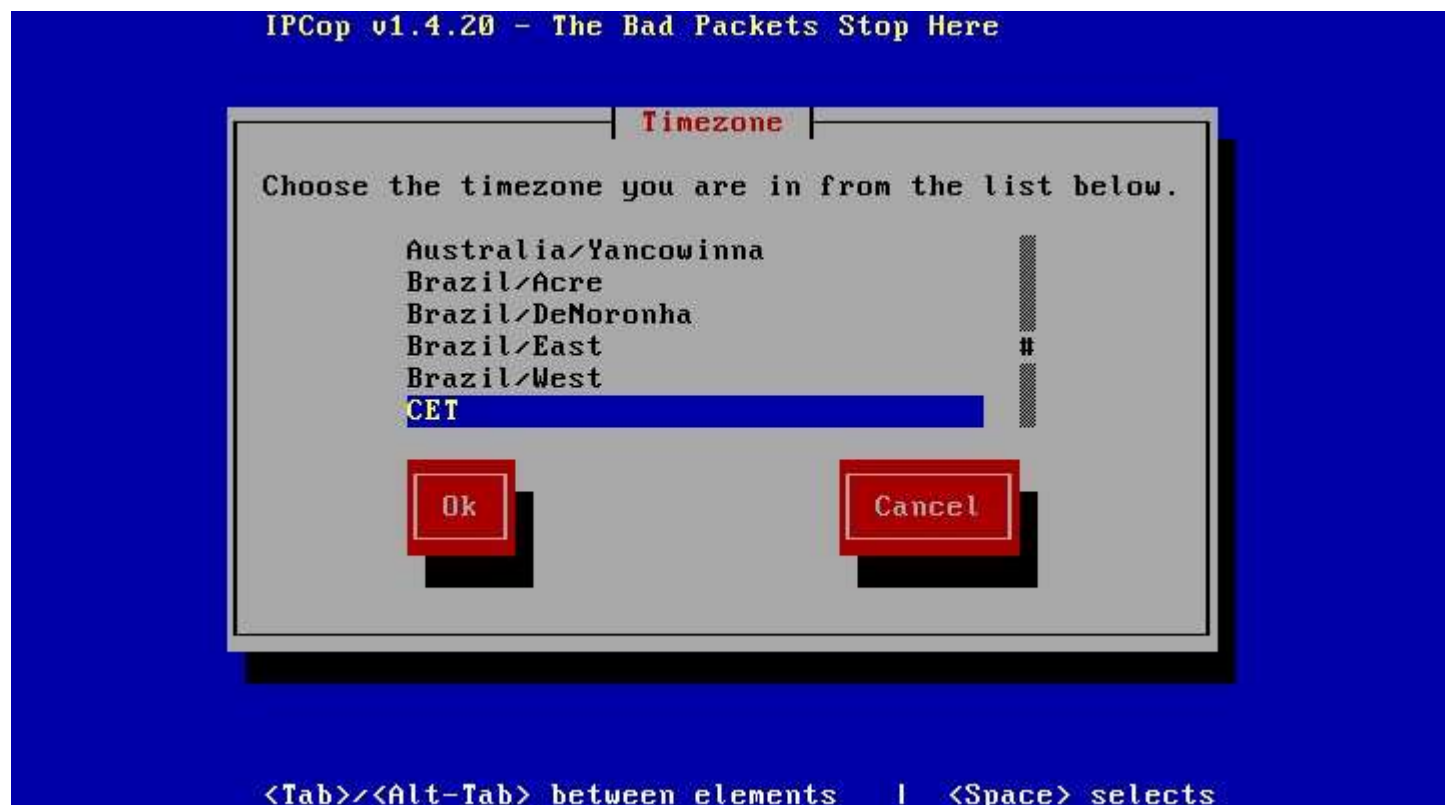 IPCop v1.4.20 - The Bad Packets Stop Here
Timezone
Choose the timezone you are in from the list below.
Australia/Yancowinna
Brazil/Acre
Brazil/DeNoronha
Brazil/East
#
Brazil/West
CET
Ok
Cancel
<Tab>/<Alt-Tab> between elements | <Space> selects